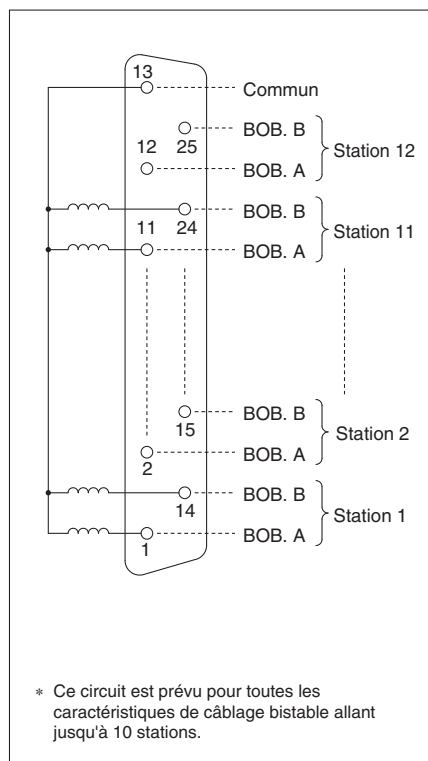 13
Commun
BOB. B
12 25
Station 12
BOB. A
BOB. B
11 24
Station 11
BOB. A
BOB. B
15
Station 2
BOB. A
2
BOB. B
14
Station 1
BOB. A
1
* Ce circuit est prévu pour toutes les
caractéristiques de câblage bistable allant
jusqu'à 10 stations.